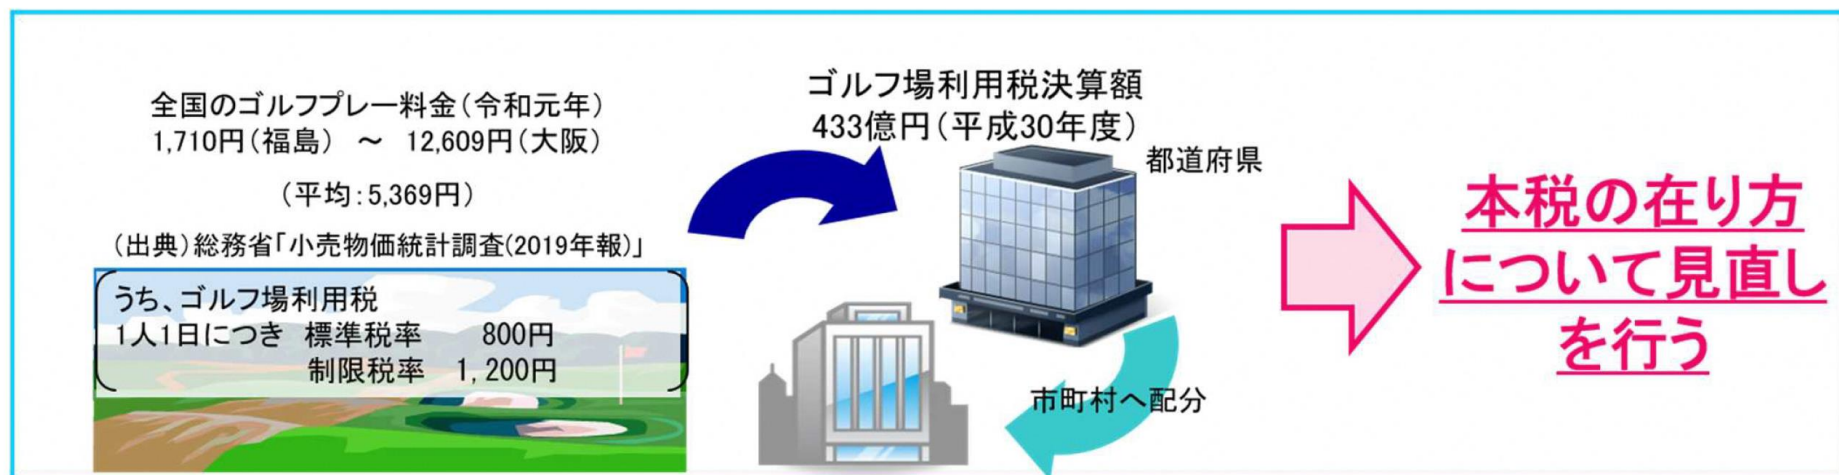 全国のゴルフプレー料金(令和元年)
1,710円(福島) ～ 12,609円(大阪)
(平均:5,369円)
(出典)総務省「小売物価統計調査(2019年報)」
うち、ゴルフ場利用税
1人1日につき 標準税率 800円
制限税率 1,200円
ゴルフ場利用税決算額
433億円(平成30年度)
都道府県
市町村へ配分
本税の在り方
について見直し
を行う